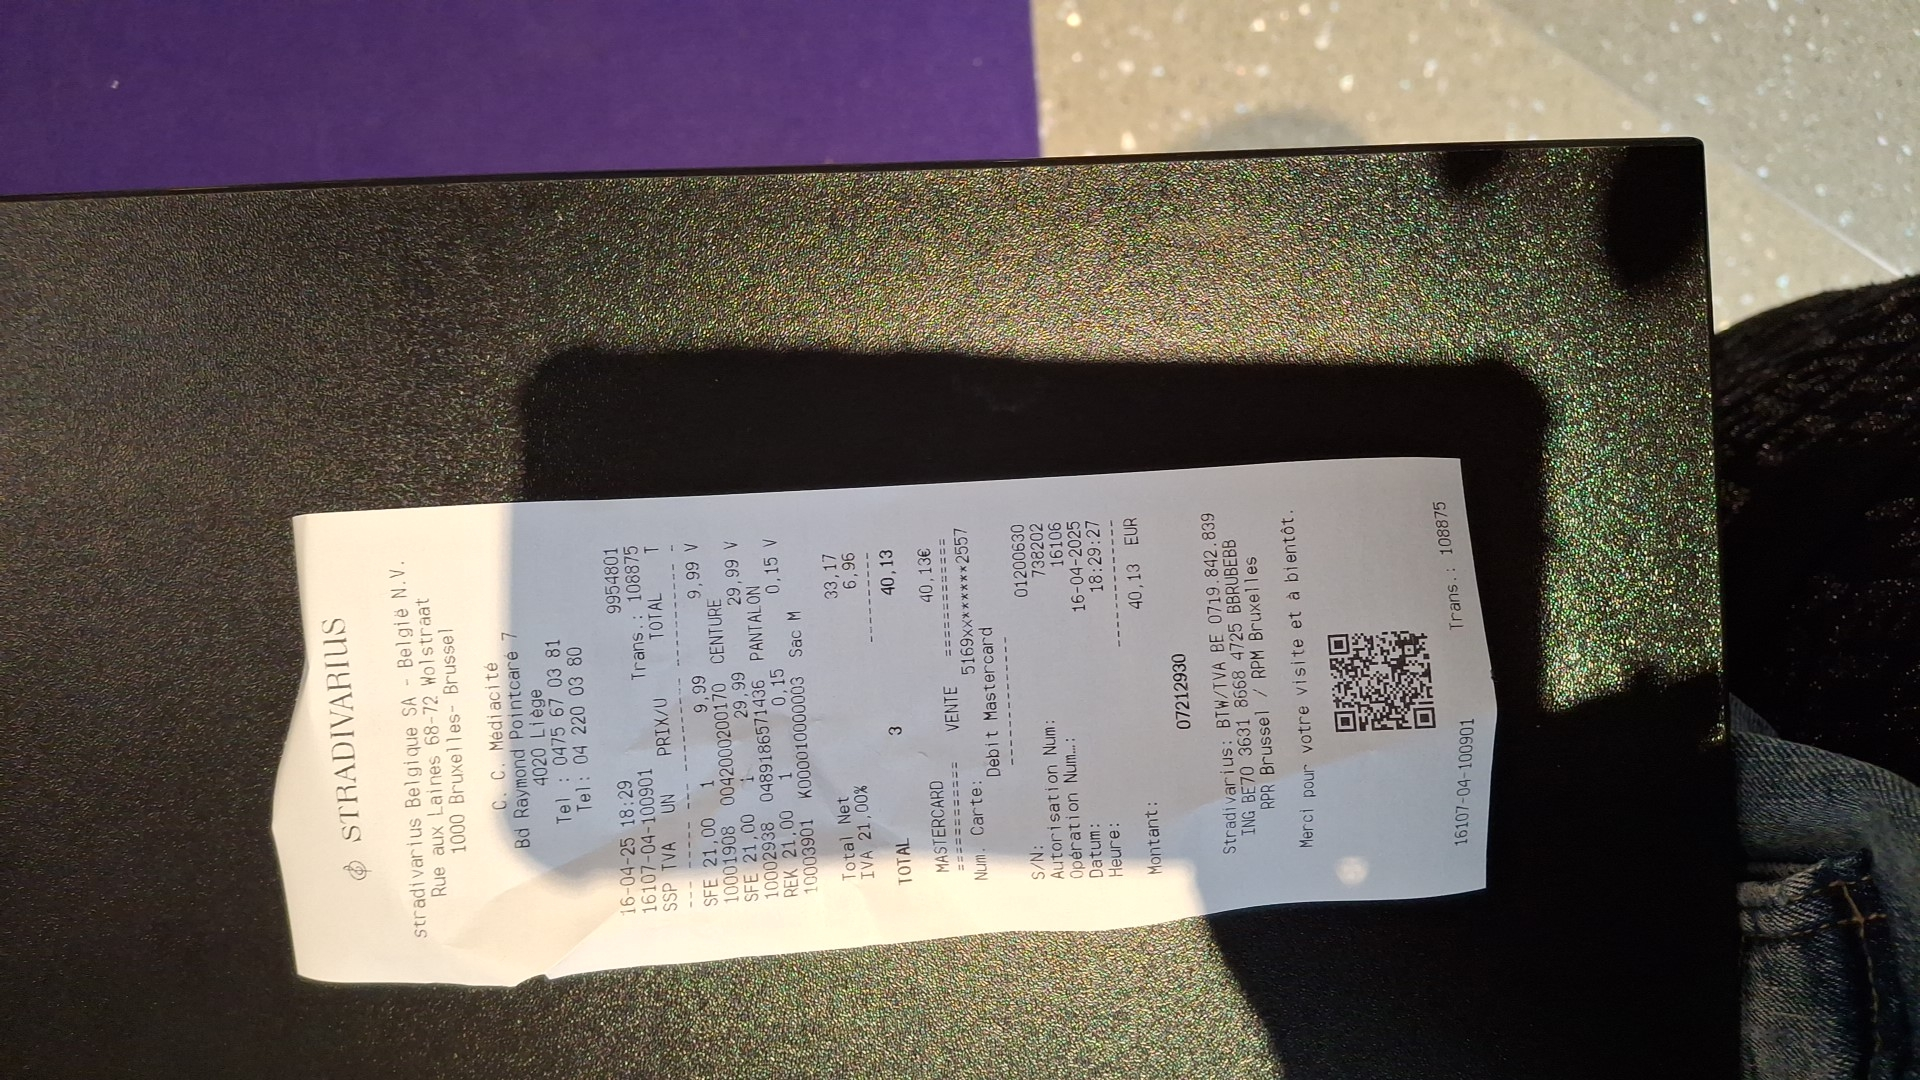 STRADIVARIUS
stradivarius Belgique SA - België N.V.
Rue aux Laines 68-72 Wolstraat
1000 Bruxelles- Brussel
C. C. Médiacité
Bd Raymond Pointcaré 7
4020 Liège
Tel : 0475 67 03 81
Tel: 04 220 03 80
16-04-25 18:29 9954801
16107-04-100901 Trans.: 108875
SSP TVA UN PRIX/U TOTAL T
SFE 21,00 1 9,99 9,99 V
10001908 00420002000170 CENTURE
SFE 21,00 1 29,99 29,99 V
10002938 04891865714​36 PANTALON
REK 21,00 1 0,15 0,15 V
10003901 K0000100000003 Sac M
Total Net 33,17
IVA 21,00% 6,96
TOTAL 3 40,13
MASTERCARD 40,13€
============ VENTE ============
Num. Carte: 5169xx******2557
Debit Mastercard
S/N: 01200630
Autorisation Num: 738202
Opération Num...: 16106
Datum: 16-04-2025
Heure: 18:29:27
Montant: 40,13 EUR
07212930
Stradivarius: BTW/TVA BE 0719.842.839
ING BE70 3631 8668 4725 BBRUBEBB
RPR Brussel / RPM Bruxelles
Merci pour votre visite et à bientôt.
16107-04-100901 Trans.: 108875